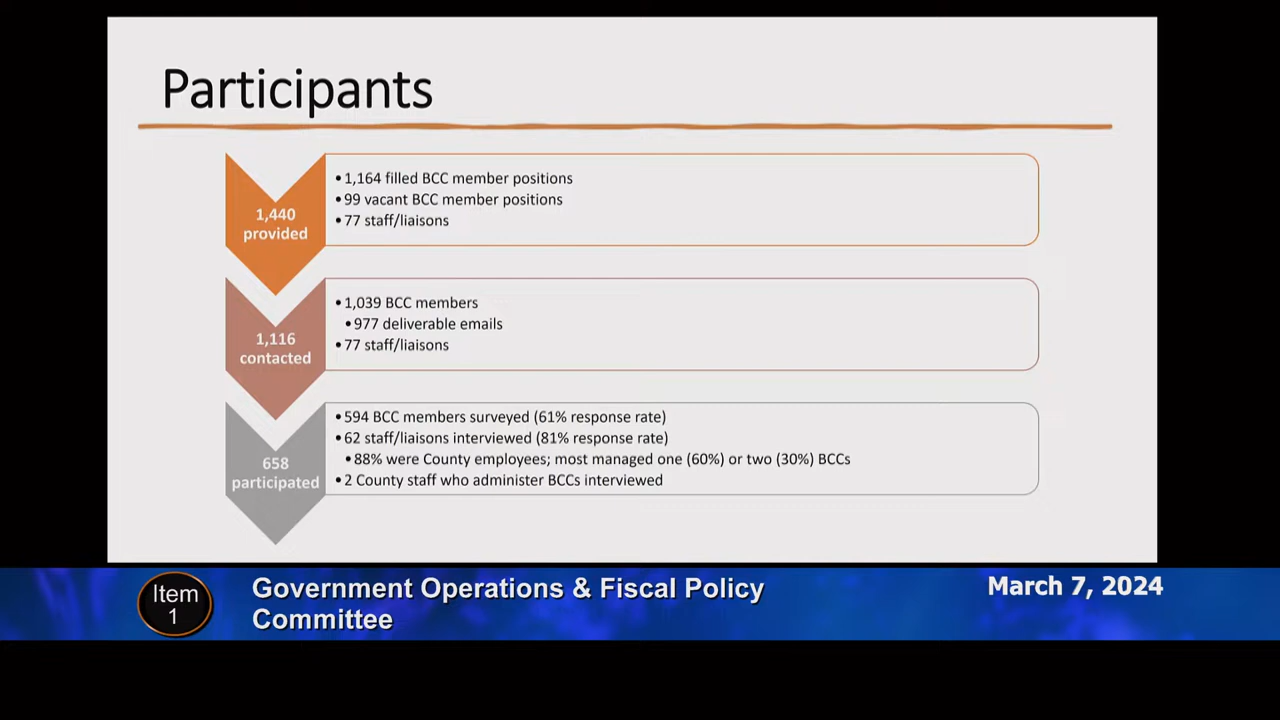 Participants
1,440
provided
•1,164 filled BCC member positions
•99 vacant BCC member positions
•77 staff/liaisons
1,116
contacted
•1,039 BCC members
•977 deliverable emails
•77 staff/liaisons
658
participated
•594 BCC members surveyed (61% response rate)
•62 staff/liaisons interviewed (81% response rate)
•88% were County employees; most managed one (60%) or two (30%) BCCs
•2 County staff who administer BCCs interviewed
Item
1
Government Operations & Fiscal Policy
Committee
March 7, 2024